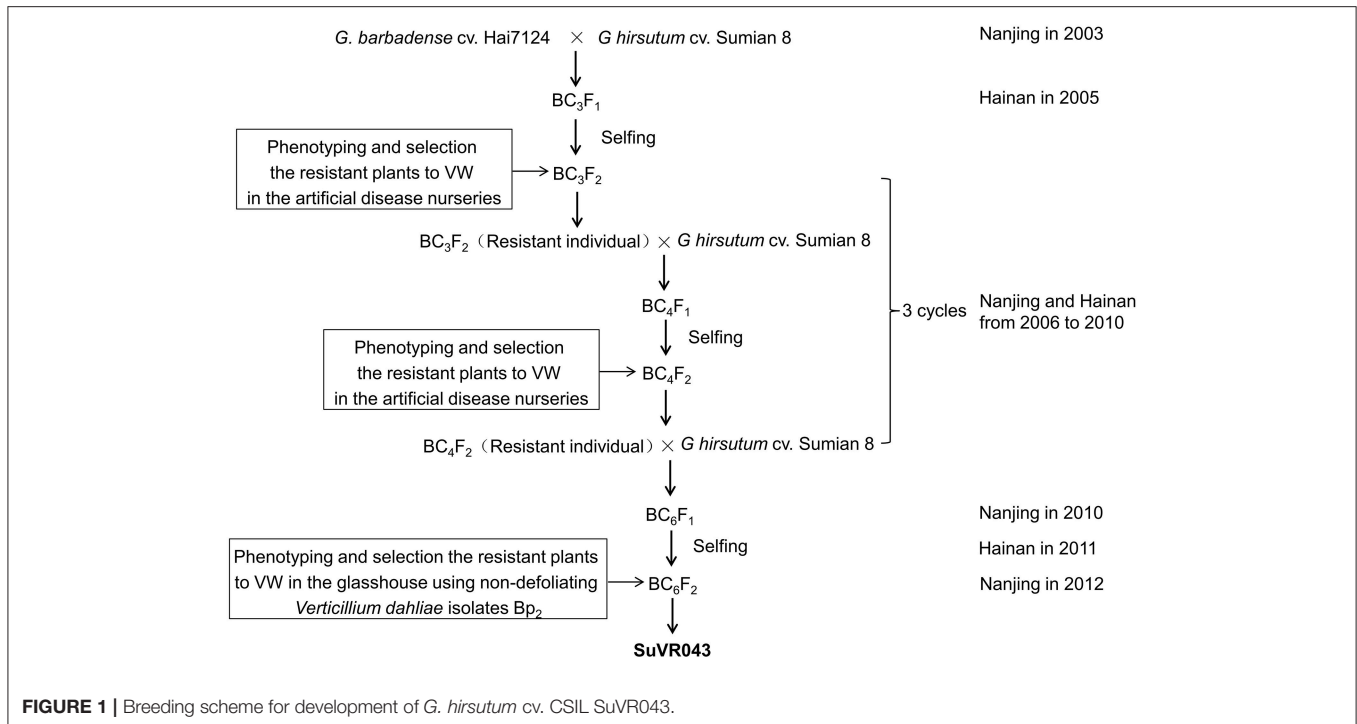 G. barbadense cv. Hai7124 × G hirsutum cv. Sumian 8
Nanjing in 2003
BC₃F₁
Hainan in 2005
Selfing
Phenotyping and selection
the resistant plants to VW
in the artificial disease nurseries
BC₃F₂
BC₃F₂（Resistant individual）× G hirsutum cv. Sumian 8
BC₄F₁
3 cycles
Nanjing and Hainan
from 2006 to 2010
Selfing
Phenotyping and selection
the resistant plants to VW
in the artificial disease nurseries
BC₄F₂
BC₄F₂（Resistant individual）× G hirsutum cv. Sumian 8
BC₆F₁
Nanjing in 2010
Selfing
Hainan in 2011
Phenotyping and selection the resistant plants
to VW in the glasshouse using non-defoliating
Verticillium dahliae isolates Bp₂
BC₆F₂
Nanjing in 2012
SuVR043
FIGURE 1 | Breeding scheme for development of G. hirsutum cv. CSIL SuVR043.